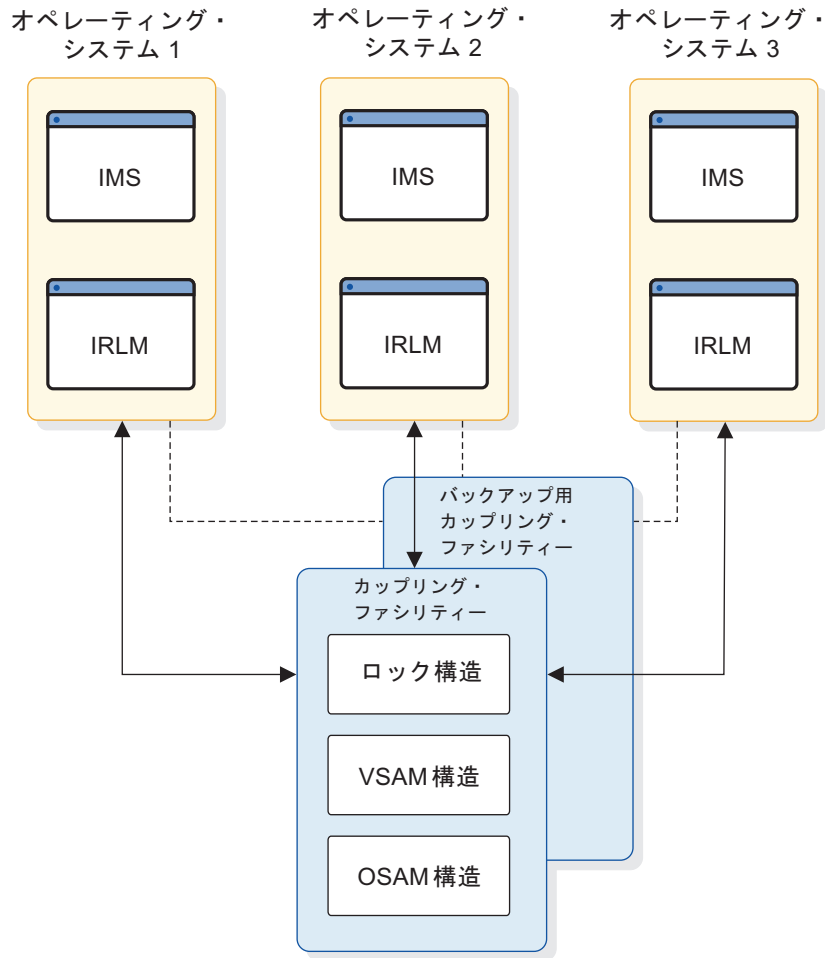 オペレーティング・
システム 1
オペレーティング・
システム 2
オペレーティング・
システム 3
IMS
IMS
IMS
IRLM
IRLM
IRLM
バックアップ用
カップリング・
ファシリティー
カップリング・
ファシリティー
ロック構造
VSAM 構造
OSAM 構造